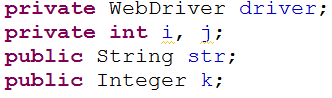 private WebDriver driver;
private int i, j;
public String str;
public Integer k;